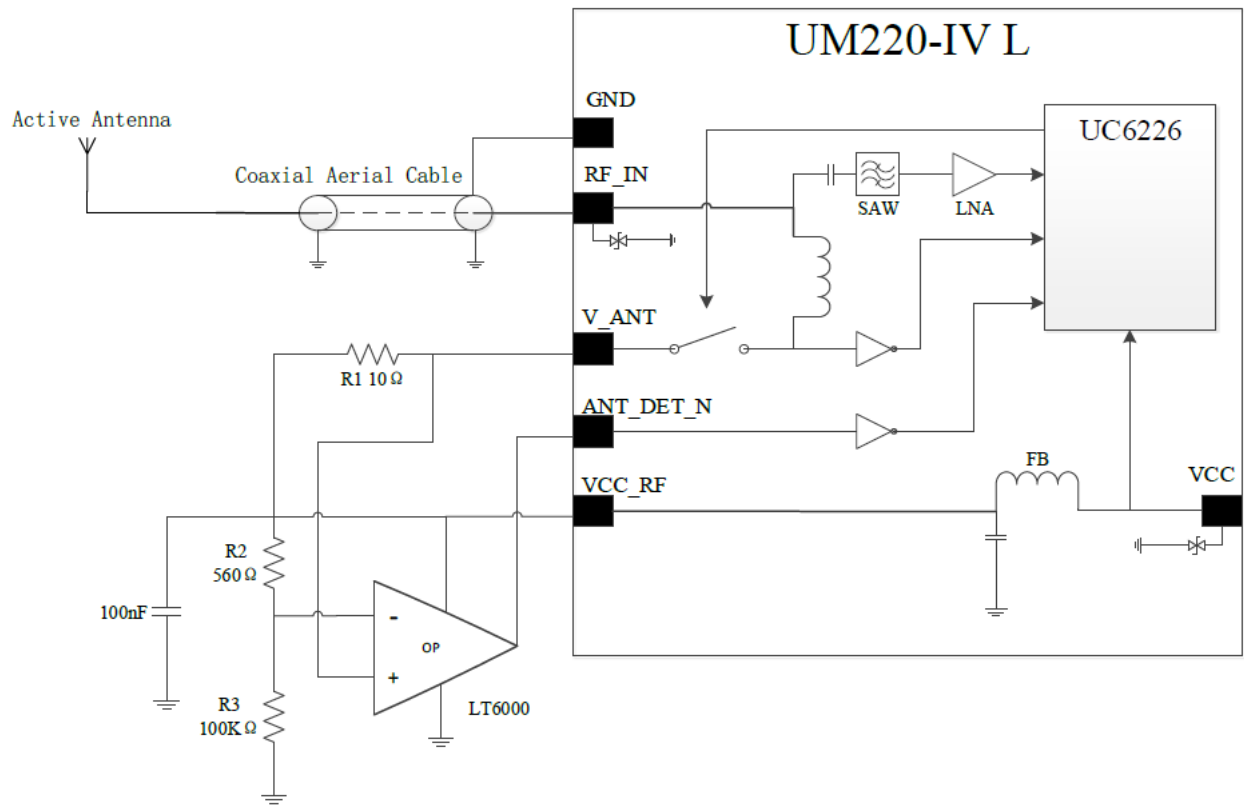 UM220-IV L
GND
Active Antenna
UC6226
Coaxial Aerial Cable
RF_IN
SAW
LNA
V_ANT
R1 10Ω
ANT_DET_N
FB
VCC
VCC_RF
R2
560Ω
100nF
-
OP
+
R3
100KΩ
LT6000